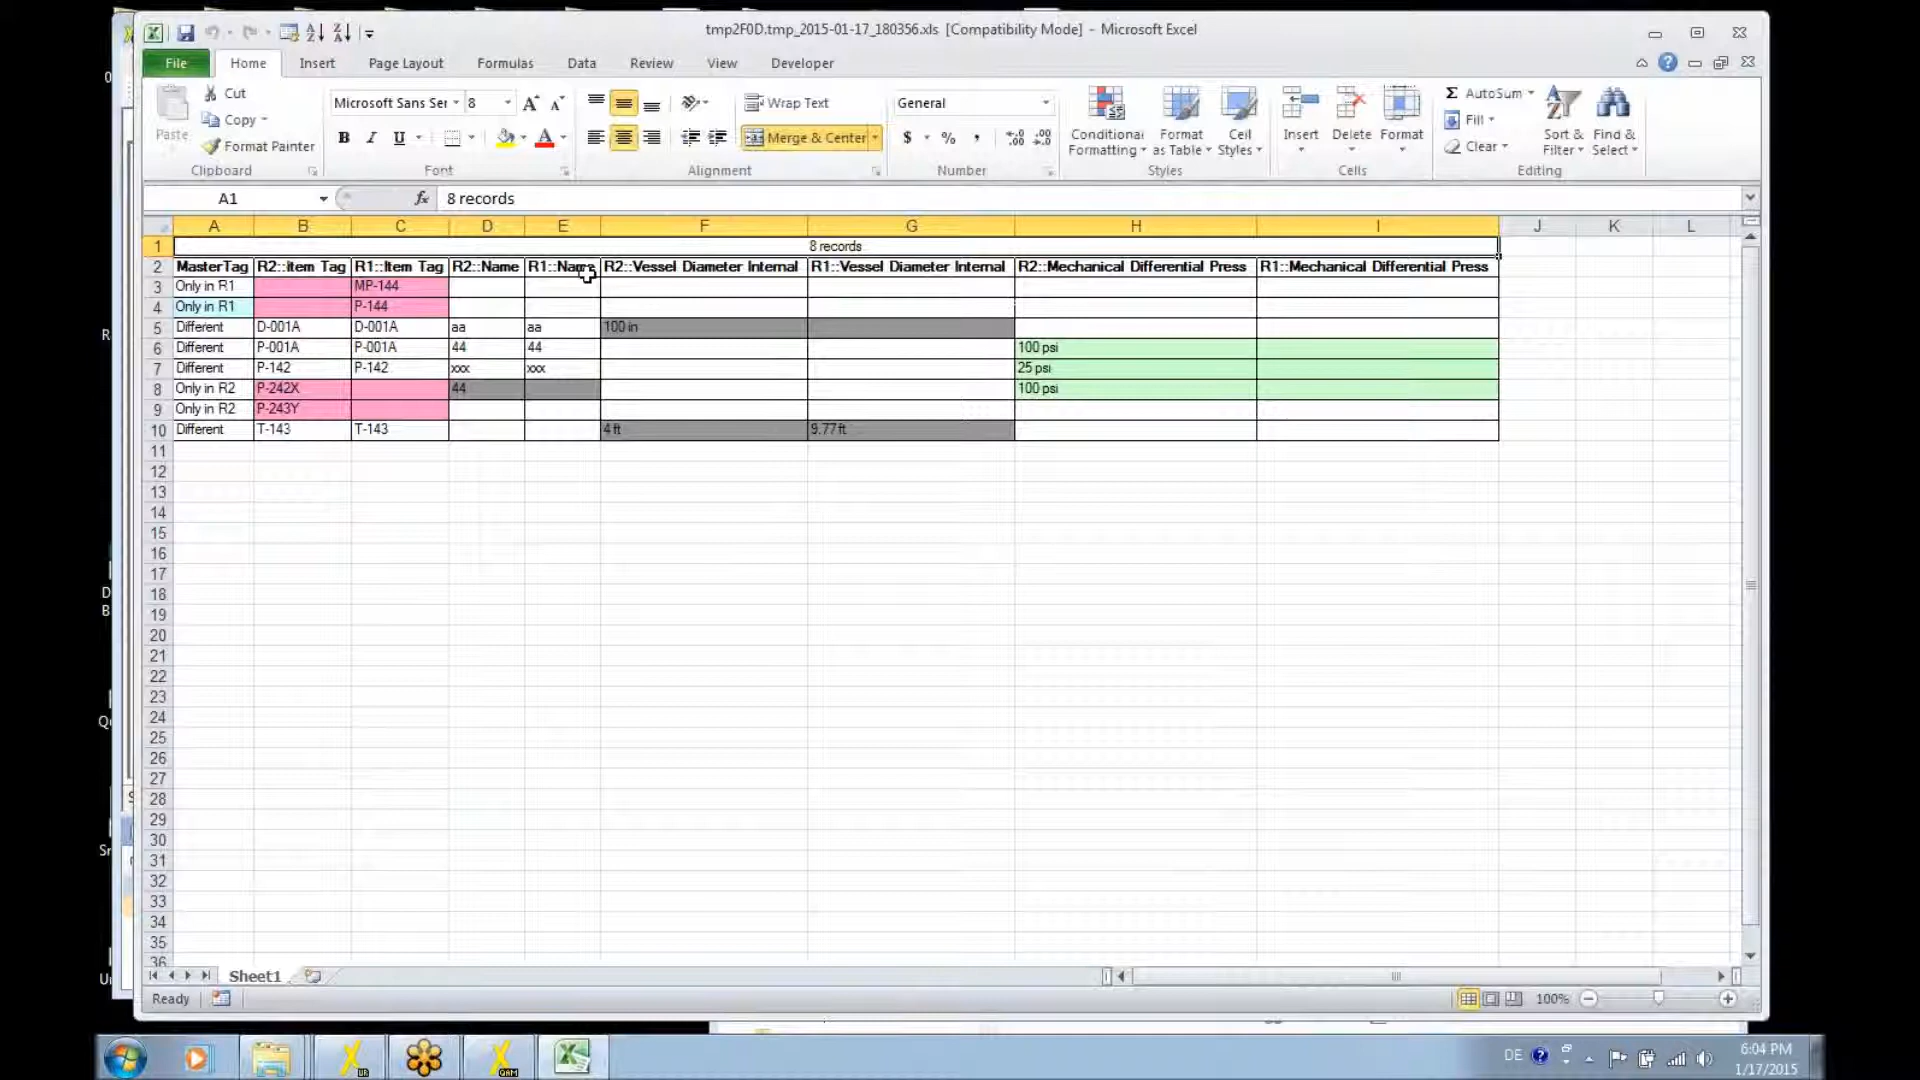 tmp2F0D.tmp_2015-01-17_180356.xls [Compatibility Mode] - Microsoft Excel
File Home Insert Page Layout Formulas Data Review View Developer
Paste
Cut
Copy
Format Painter
Clipboard
Microsoft Sans Ser 8
B I U
Font
Wrap Text
Merge & Center
Alignment
General
$ % ,
Number
Conditional Formatting
Format as Table
Cell Styles
Styles
Insert Delete Format
Cells
AutoSum
Fill
Clear
Sort & Filter
Find & Select
Editing
A1 fx 8 records
A B C D E F G H I J K L
1 8 records
2 MasterTag R2::Item Tag R1::Item Tag R2::Name R1::Name R2::Vessel Diameter Internal R1::Vessel Diameter Internal R2::Mechanical Differential Press R1::Mechanical Differential Press
3 Only in R1 MP-144
4 Only in R1 P-144
5 Different D-001A D-001A aa aa 100 in
6 Different P-001A P-001A 44 44 100 psi
7 Different P-142 P-142 xxx xxx 25 psi
8 Only in R2 P-242X 44 100 psi
9 Only in R2 P-243Y
10 Different T-143 T-143 4 ft 9.77 ft
11
12
13
14
15
16
17
18
19
20
21
22
23
24
25
26
27
28
29
30
31
32
33
34
35
36
Sheet1
Ready 100%
DE 6:04 PM
1/17/2015